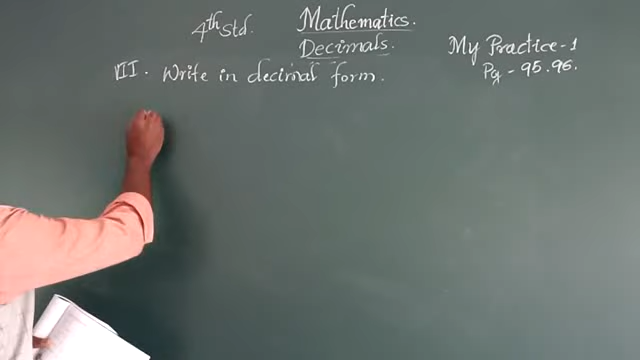 4th Std.
Mathematics.
Decimals.
My Practice-1
Pg - 95.96.
VII. Write in decimal form.